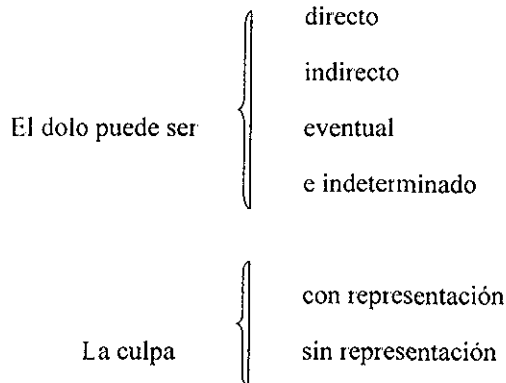 directo
indirecto
El dolo puede ser eventual
e indeterminado
con representación
La culpa sin representación